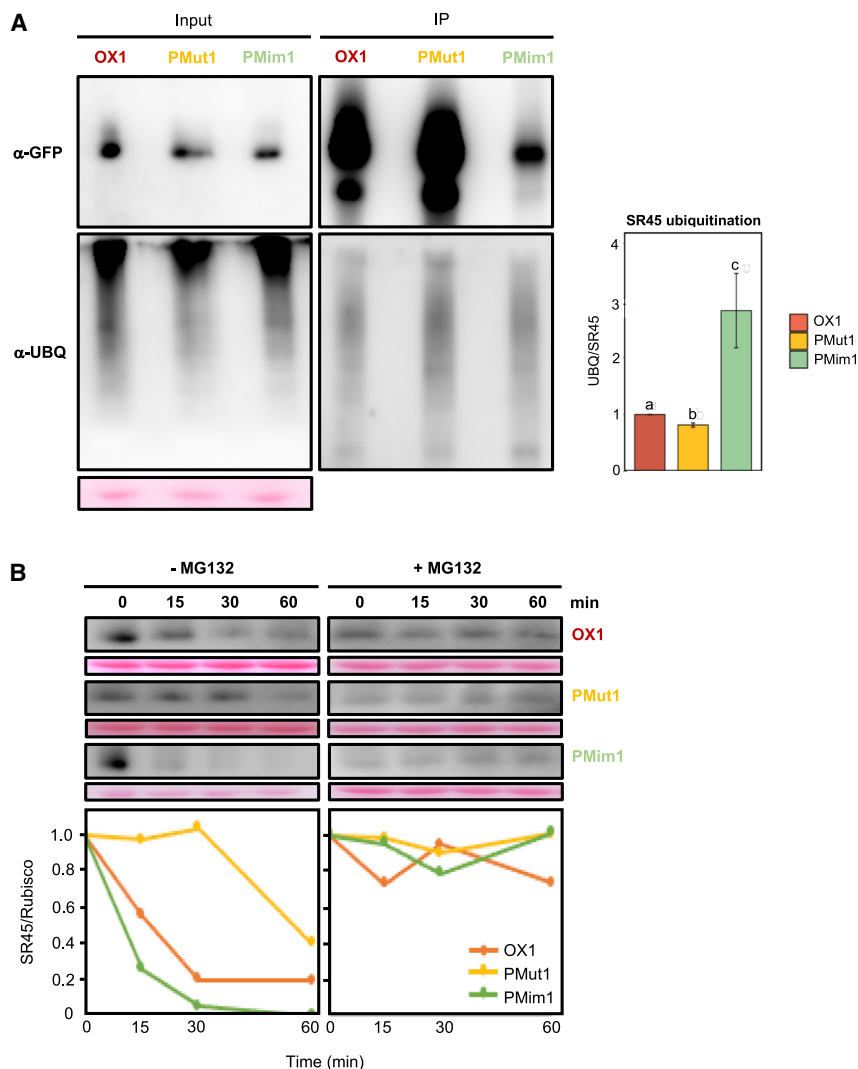 A
Input IP
OX1 PMut1 PMim1 OX1 PMut1 PMim1
α-GFP
α-UBQ
SR45 ubiquitination
4
3
2
1
0
UBQ/SR45
a
b
c
OX1
PMut1
PMim1
B
- MG132 + MG132
0 15 30 60 0 15 30 60 min
OX1
PMut1
PMim1
1.0
0.8
0.6
0.4
0.2
0
SR45/Rubisco
OX1
PMut1
PMim1
0 15 30 60 0 15 30 60
Time (min)